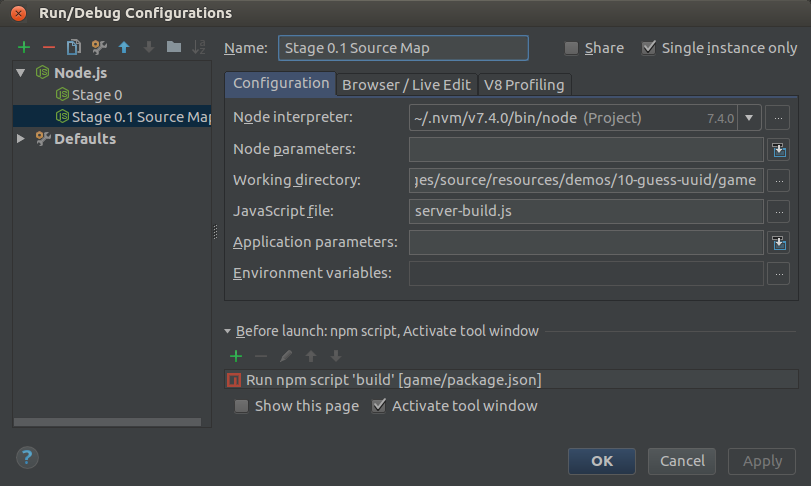 Run/Debug Configurations
Name: Stage 0.1 Source Map Share Single instance only
Node.js
Stage 0
Stage 0.1 Source Map
Defaults
Configuration Browser / Live Edit V8 Profiling
Node interpreter: ~/.nvm/v7.4.0/bin/node (Project) 7.4.0 ...
Node parameters:
Working directory: ges/source/resources/demos/10-guess-uuid/game ...
JavaScript file: server-build.js ...
Application parameters:
Environment variables: ...
Before launch: npm script, Activate tool window
Run npm script 'build' [game/package.json]
Show this page Activate tool window
? OK Cancel Apply